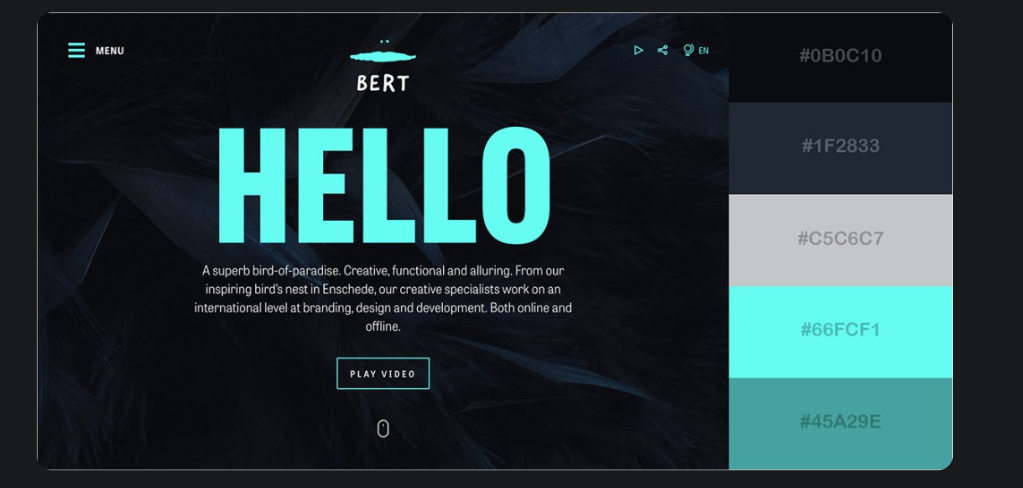 MENU
BERT
EN
HELLO
A superb bird-of-paradise. Creative, functional and alluring. From our
inspiring bird's nest in Enschede, our creative specialists work on an
international level at branding, design and development. Both online and
offline.
PLAY VIDEO
#0B0C10
#1F2833
#C5C6C7
#66FCF1
#45A29E